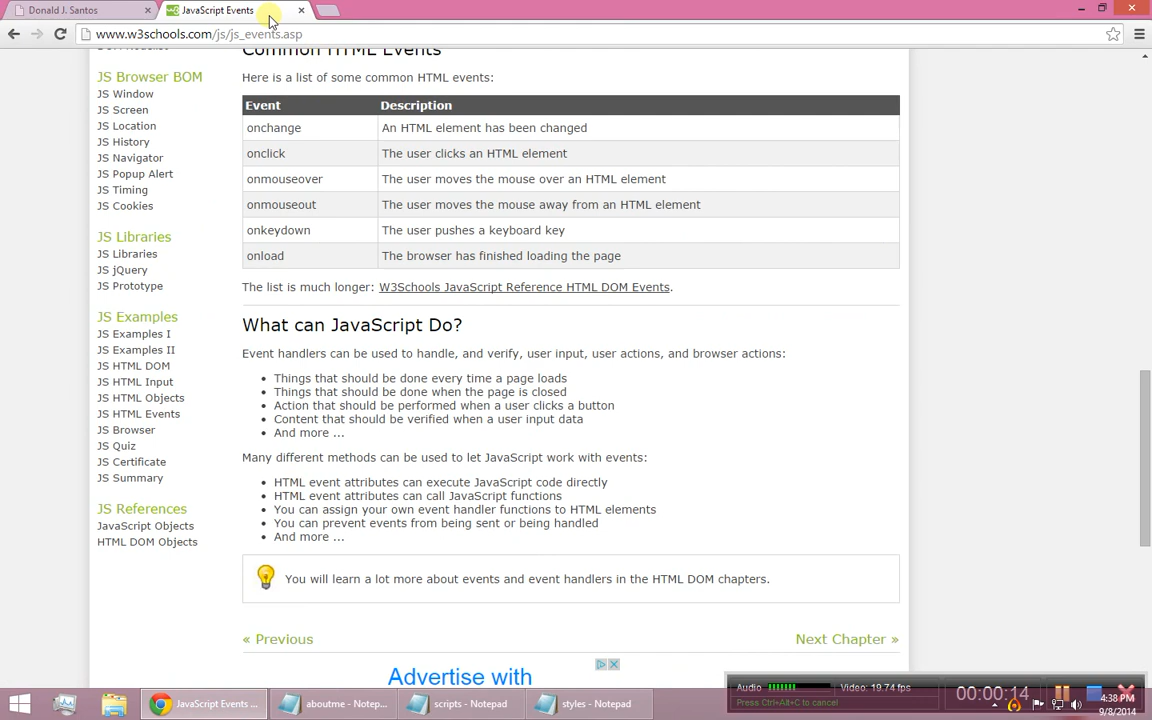 Donald J. Santos
JavaScript Events
www.w3schools.com/js/js_events.asp
JS Browser BOM
JS Window
JS Screen
JS Location
JS History
JS Navigator
JS Popup Alert
JS Timing
JS Cookies
JS Libraries
JS Libraries
JS jQuery
JS Prototype
JS Examples
JS Examples I
JS Examples II
JS HTML DOM
JS HTML Input
JS HTML Objects
JS HTML Events
JS Browser
JS Quiz
JS Certificate
JS Summary
JS References
JavaScript Objects
HTML DOM Objects
Common HTML Events
Here is a list of some common HTML events:
Event Description
onchange An HTML element has been changed
onclick The user clicks an HTML element
onmouseover The user moves the mouse over an HTML element
onmouseout The user moves the mouse away from an HTML element
onkeydown The user pushes a keyboard key
onload The browser has finished loading the page
The list is much longer: W3Schools JavaScript Reference HTML DOM Events.
What can JavaScript Do?
Event handlers can be used to handle, and verify, user input, user actions, and browser actions:
• Things that should be done every time a page loads
• Things that should be done when the page is closed
• Action that should be performed when a user clicks a button
• Content that should be verified when a user input data
• And more ...
Many different methods can be used to let JavaScript work with events:
• HTML event attributes can execute JavaScript code directly
• HTML event attributes can call JavaScript functions
• You can assign your own event handler functions to HTML elements
• You can prevent events from being sent or being handled
• And more ...
You will learn a lot more about events and event handlers in the HTML DOM chapters.
« Previous Next Chapter »
Advertise with
JavaScript Events ...
aboutme - Notep...
scripts - Notepad
styles - Notepad
Audio Video: 19.74 fps
Press Ctrl+Alt+C to cancel
00:00:14
4:38 PM
9/8/2014